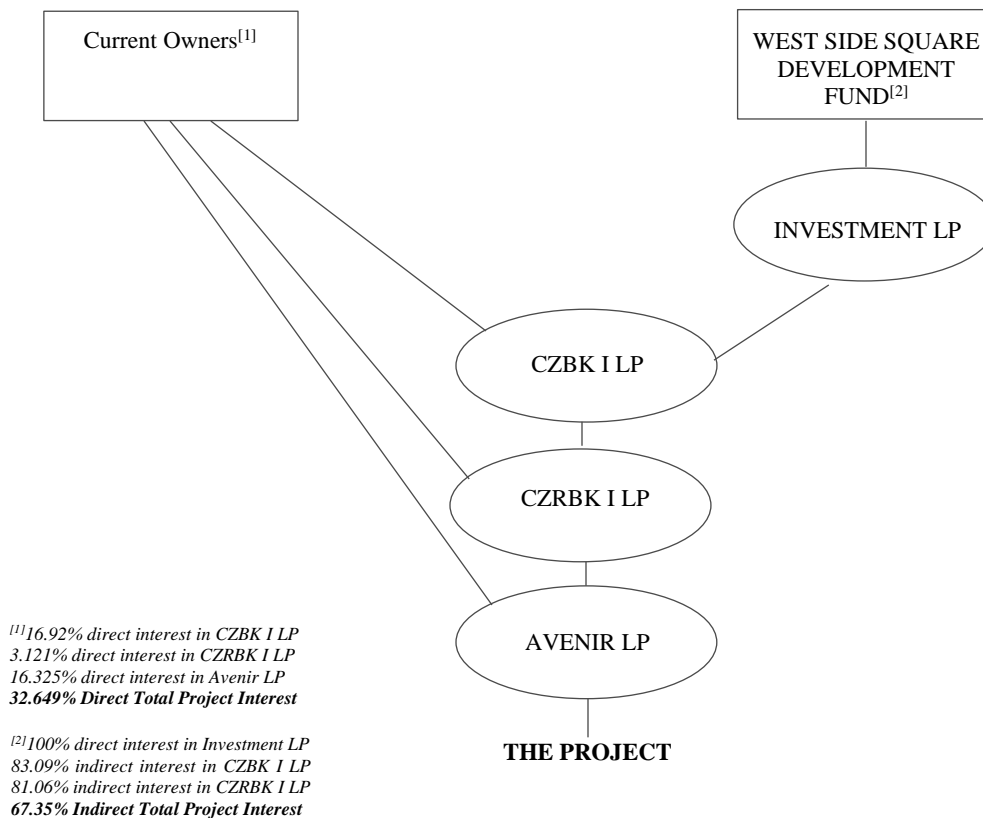 Current Owners[1]
WEST SIDE SQUARE
DEVELOPMENT
FUND[2]
INVESTMENT LP
CZBK I LP
CZRBK I LP
AVENIR LP
THE PROJECT
[1]16.92% direct interest in CZBK I LP
3.121% direct interest in CZRBK I LP
16.325% direct interest in Avenir LP
32.649% Direct Total Project Interest
[2]100% direct interest in Investment LP
83.09% indirect interest in CZBK I LP
81.06% indirect interest in CZRBK I LP
67.35% Indirect Total Project Interest